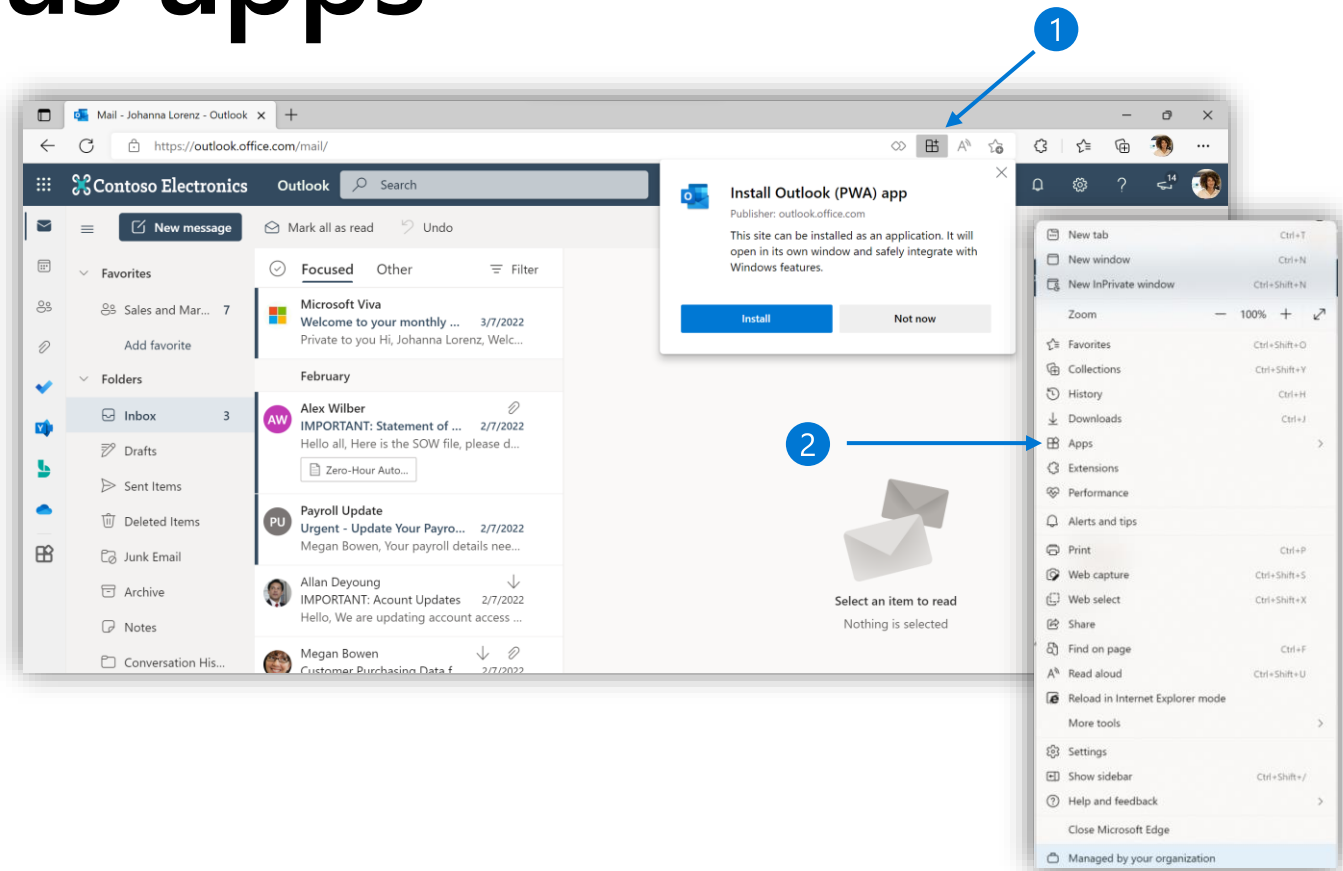 as apps
1
Mail - Johanna Lorenz - Outlook
https://outlook.office.com/mail/
Contoso Electronics
Outlook
Search
14
New message
Mark all as read
Undo
Favorites
Sales and Mar... 7
Add favorite
Folders
Inbox 3
Drafts
Sent Items
Deleted Items
Junk Email
Archive
Notes
Conversation His...
Focused
Other
Filter
Microsoft Viva
Welcome to your monthly ... 3/7/2022
Private to you Hi, Johanna Lorenz, Welc...
February
AW
Alex Wilber
IMPORTANT: Statement of ... 2/7/2022
Hello all, Here is the SOW file, please d...
Zero-Hour Auto...
PU
Payroll Update
Urgent - Update Your Payro... 2/7/2022
Megan Bowen, Your payroll details nee...
Allan Deyoung
IMPORTANT: Acount Updates 2/7/2022
Hello, We are updating account access ...
Megan Bowen
Customer Purchasing Data f... 2/7/2022
Install Outlook (PWA) app
Publisher: outlook.office.com
This site can be installed as an application. It will
open in its own window and safely integrate with
Windows features.
Install
Not now
Select an item to read
Nothing is selected
2
New tab Ctrl+T
New window Ctrl+N
New InPrivate window Ctrl+Shift+N
Zoom — 100% +
Favorites Ctrl+Shift+O
Collections Ctrl+Shift+Y
History Ctrl+H
Downloads Ctrl+J
Apps
Extensions
Performance
Alerts and tips
Print Ctrl+P
Web capture Ctrl+Shift+S
Web select Ctrl+Shift+X
Share
Find on page Ctrl+F
Read aloud Ctrl+Shift+U
Reload in Internet Explorer mode
More tools
Settings
Show sidebar Ctrl+Shift+/
Help and feedback
Close Microsoft Edge
Managed by your organization